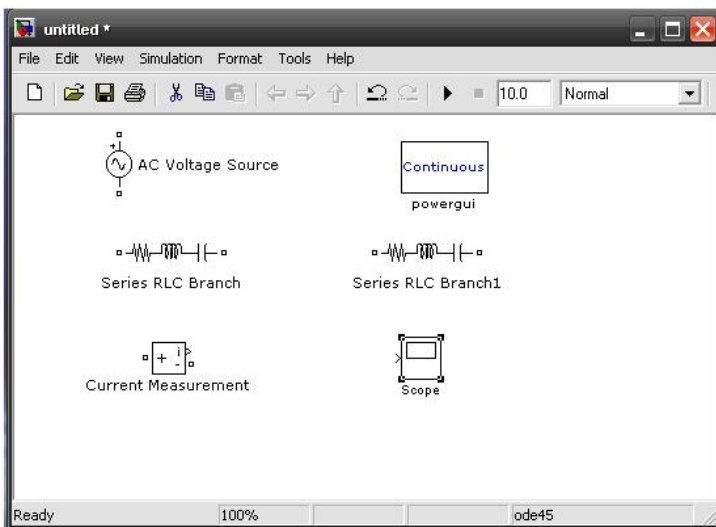 untitled *
File Edit View Simulation Format Tools Help
10.0 Normal
AC Voltage Source
Continuous
powergui
Series RLC Branch
Series RLC Branch1
+ i -
Current Measurement
Scope
Ready 100% ode45